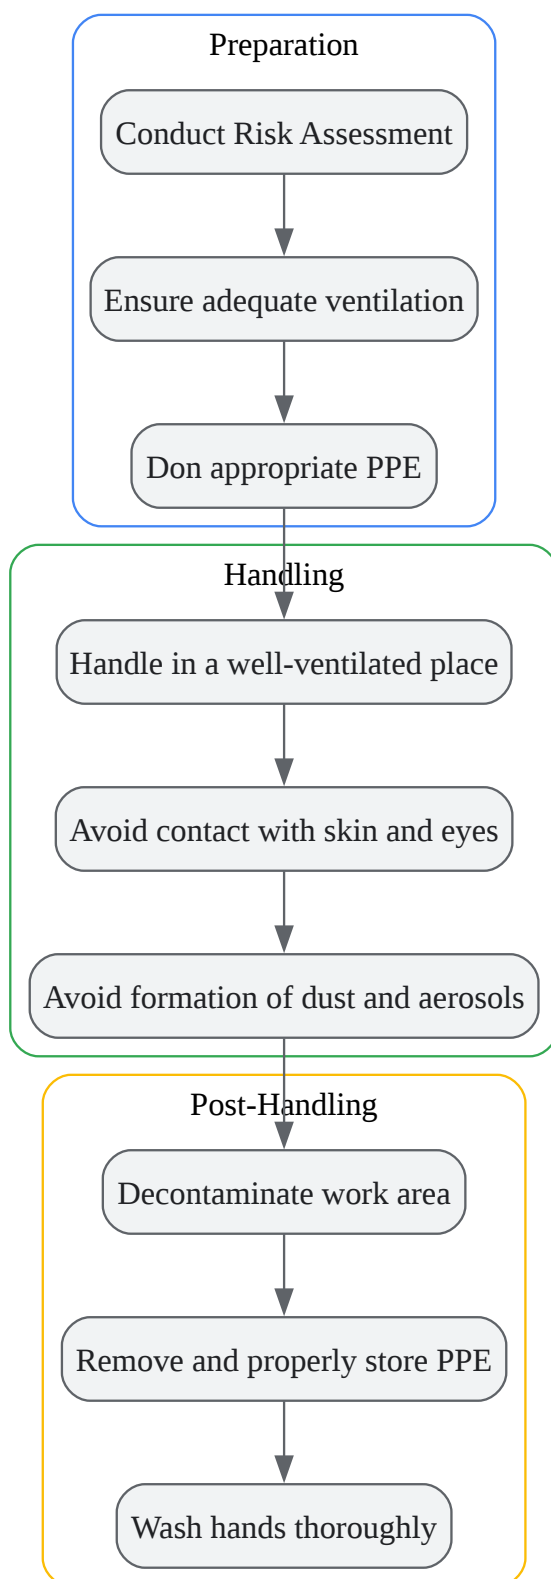 Preparation
Conduct Risk Assessment
Ensure adequate ventilation
Don appropriate PPE
Handling
Handle in a well-ventilated place
Avoid contact with skin and eyes
Avoid formation of dust and aerosols
Post-Handling
Decontaminate work area
Remove and properly store PPE
Wash hands thoroughly